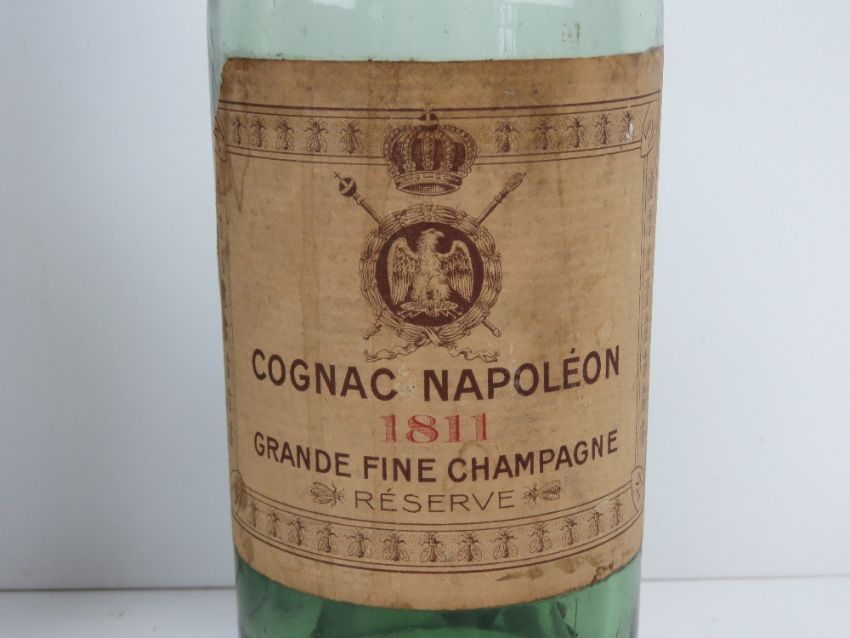 COGNAC NAPOLÉON
1811
GRANDE FINE CHAMPAGNE
RÉSERVE